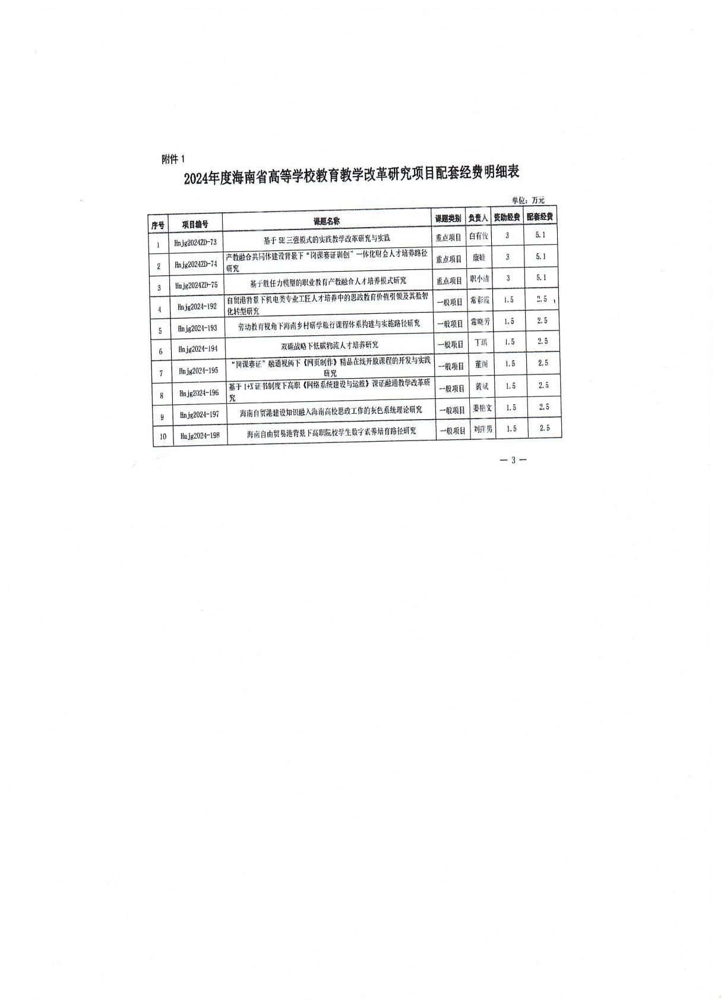 附件 1
2024年度海南省高等学校教育教学改革研究项目配套经费明细表
单位：万元
序号 项目编号 课题名称 课题类别 负责人 资助经费 配套经费
1 Hnjg2024ZD-73 基于 5E 三强模式的实践教学改革研究与实践 重点项目 白有俊 3 5.1
2 Hnjg2024ZD-74 产教融合共同体建设背景下“岗课赛证训创”一体化财会人才培养路径
研究 重点项目 康婕 3 5.1
3 Hnjg2024ZD-75 基于胜任力模型的职业教育产教融合人才培养模式研究 重点项目 职小洁 3 5.1
4 Hnjg2024-192 自贸港背景下机电类专业工匠人才培养中的思政教育价值引领及其数智
化转型研究 一般项目 常彩霞 1.5 2.5
5 Hnjg2024-193 劳动教育视角下海南乡村研学旅行课程体系构建与实施路径研究 一般项目 常晓芳 1.5 2.5
6 Hnjg2024-194 双碳战略下低碳物流人才培养研究 一般项目 丁琪 1.5 2.5
7 Hnjg2024-195 “岗课赛证”融通视阈下《网页制作》精品在线开放课程的开发与实践
研究 一般项目 董 1.5 2.5
8 Hnjg2024-196 基于 1+X 证书制度下高职《网络系统建设与运维》课证融通教学改革研
究 一般项目 黄斌 1.5 2.5
9 Hnjg2024-197 海南自贸港建设知识融入海南高校思政工作的灰色系统理论研究 一般项目 姜艳文 1.5 2.5
10 Hnjg2024-198 海南自由贸易港背景下高职院校学生数字素养培育路径研究 一般项目 刘萍男 1.5 2.5
— 3 —